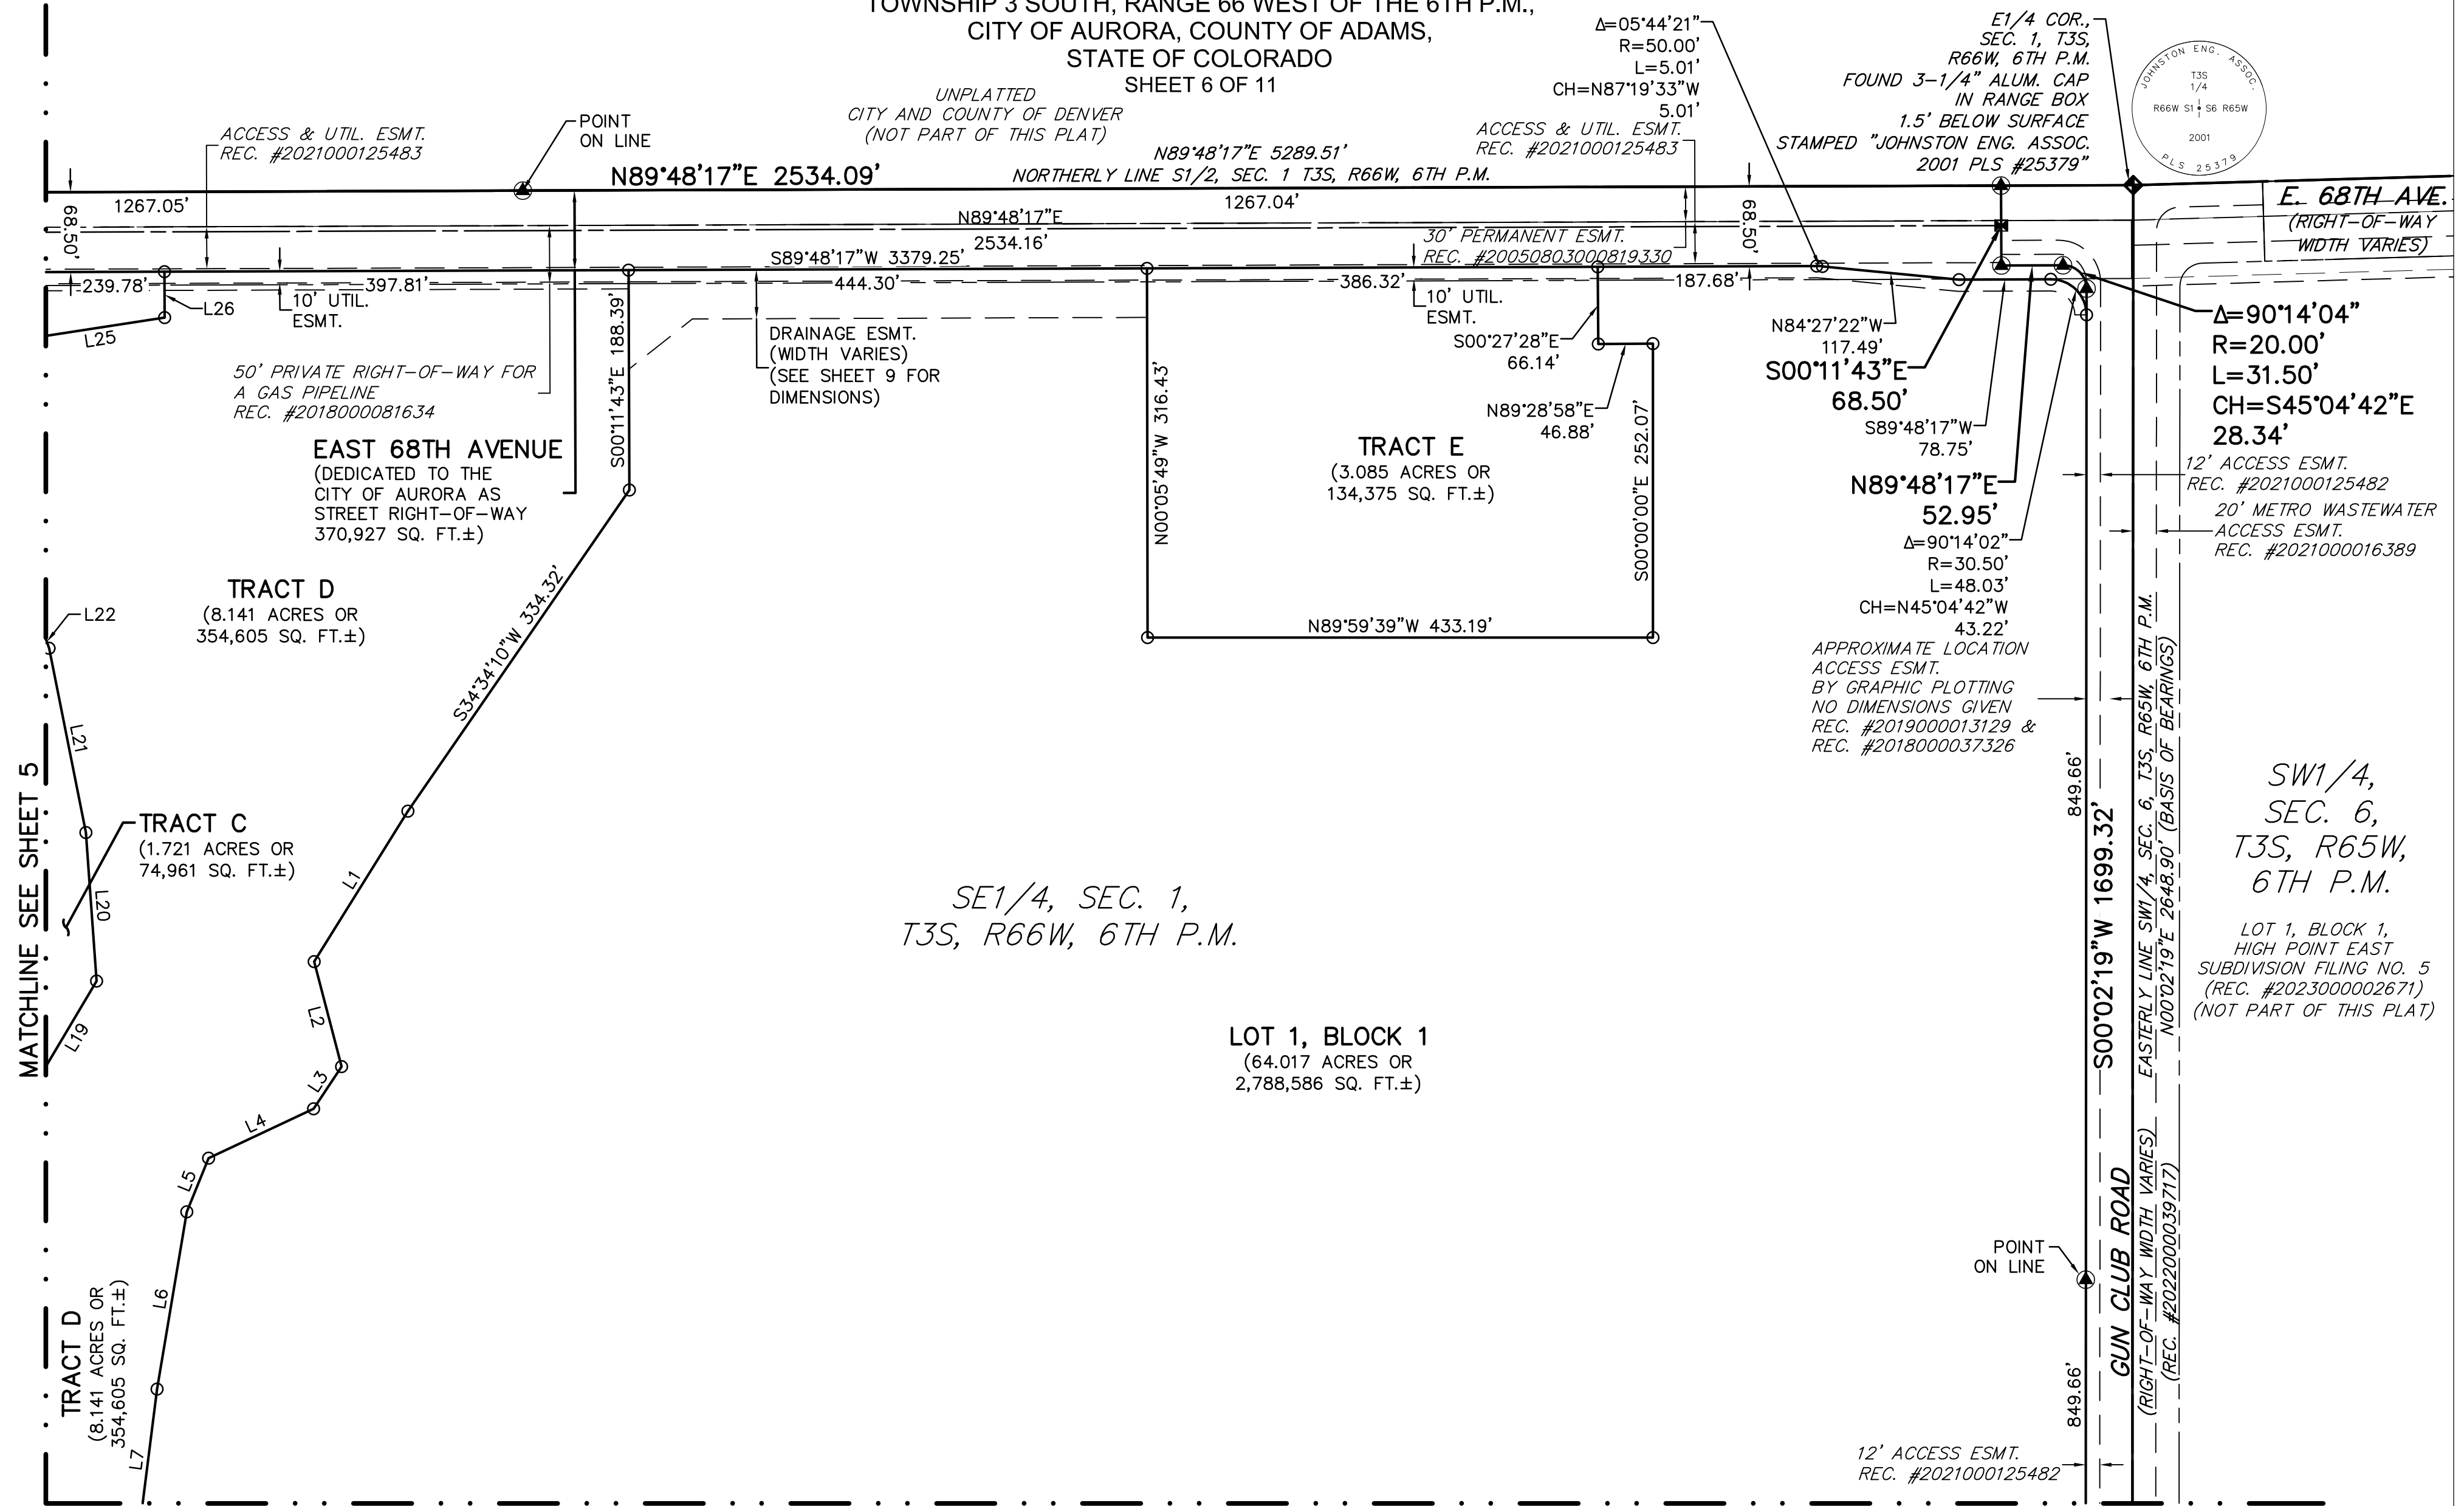 TOWNSHIP 3 SOUTH, RANGE 66 WEST OF THE 6TH P.M.,
CITY OF AURORA, COUNTY OF ADAMS,
STATE OF COLORADO
SHEET 6 OF 11
UNPLATTED
CITY AND COUNTY OF DENVER
(NOT PART OF THIS PLAT)
ACCESS & UTIL. ESMT.
REC. #2021000125483
POINT
ON LINE
Δ=05°44'21"
R=50.00'
L=5.01'
CH=N87°19'33"W
5.01'
ACCESS & UTIL. ESMT.
REC. #2021000125483
E1/4 COR.,
SEC. 1, T3S,
R66W, 6TH P.M.
FOUND 3-1/4" ALUM. CAP
IN RANGE BOX
1.5' BELOW SURFACE
STAMPED "JOHNSTON ENG. ASSOC.
2001 PLS #25379"
JOHNSTON ENG. ASSOC.
T3S
1/4
R66W S1 S6 R65W
2001
PLS 25379
N89°48'17"E 2534.09'
N89°48'17"E 5289.51'
NORTHERLY LINE S1/2, SEC. 1 T3S, R66W, 6TH P.M.
1267.05'
1267.04'
68.50'
68.50'
N89°48'17"E
2534.16'
S89°48'17"W 3379.25'
30' PERMANENT ESMT.
REC. #20050803000819330
E. 68TH AVE.
(RIGHT-OF-WAY
WIDTH VARIES)
239.78'
397.81'
444.30'
386.32'
187.68'
L26
L25
10' UTIL.
ESMT.
10' UTIL.
ESMT.
50' PRIVATE RIGHT-OF-WAY FOR
A GAS PIPELINE
REC. #2018000081634
EAST 68TH AVENUE
(DEDICATED TO THE
CITY OF AURORA AS
STREET RIGHT-OF-WAY
370,927 SQ. FT.±)
S00°11'43"E 188.39'
DRAINAGE ESMT.
(WIDTH VARIES)
(SEE SHEET 9 FOR
DIMENSIONS)
N00°05'49"W 316.43'
S00°27'28"E
66.14'
N89°28'58"E
46.88'
S00°00'00"E 252.07'
TRACT E
(3.085 ACRES OR
134,375 SQ. FT.±)
N89°59'39"W 433.19'
N84°27'22"W
117.49'
S00°11'43"E
68.50'
S89°48'17"W
78.75'
N89°48'17"E
52.95'
Δ=90°14'02"
R=30.50'
L=48.03'
CH=N45°04'42"W
43.22'
Δ=90°14'04"
R=20.00'
L=31.50'
CH=S45°04'42"E
28.34'
12' ACCESS ESMT.
REC. #2021000125482
20' METRO WASTEWATER
ACCESS ESMT.
REC. #2021000016389
APPROXIMATE LOCATION
ACCESS ESMT.
BY GRAPHIC PLOTTING
NO DIMENSIONS GIVEN
REC. #2019000013129 &
REC. #2018000037326
TRACT D
(8.141 ACRES OR
354,605 SQ. FT.±)
L22
S34°34'10"W 334.32'
L21
TRACT C
(1.721 ACRES OR
74,961 SQ. FT.±)
L20
L19
MATCHLINE SEE SHEET 5
L1
L2
L3
L4
L5
L6
L7
TRACT D
(8.141 ACRES OR
354,605 SQ. FT.±)
SE1/4, SEC. 1,
T3S, R66W, 6TH P.M.
LOT 1, BLOCK 1
(64.017 ACRES OR
2,788,586 SQ. FT.±)
849.66'
S00°02'19"W 1699.32'
EASTERLY LINE SW1/4, SEC. 6, T3S, R65W, 6TH P.M.
N00°02'19"E 2648.90' (BASIS OF BEARINGS)
SW1/4,
SEC. 6,
T3S, R65W,
6TH P.M.
LOT 1, BLOCK 1,
HIGH POINT EAST
SUBDIVISION FILING NO. 5
(REC. #2023000002671)
(NOT PART OF THIS PLAT)
GUN CLUB ROAD
(RIGHT-OF-WAY WIDTH VARIES)
(REC. #2022000039717)
POINT
ON LINE
849.66'
12' ACCESS ESMT.
REC. #2021000125482